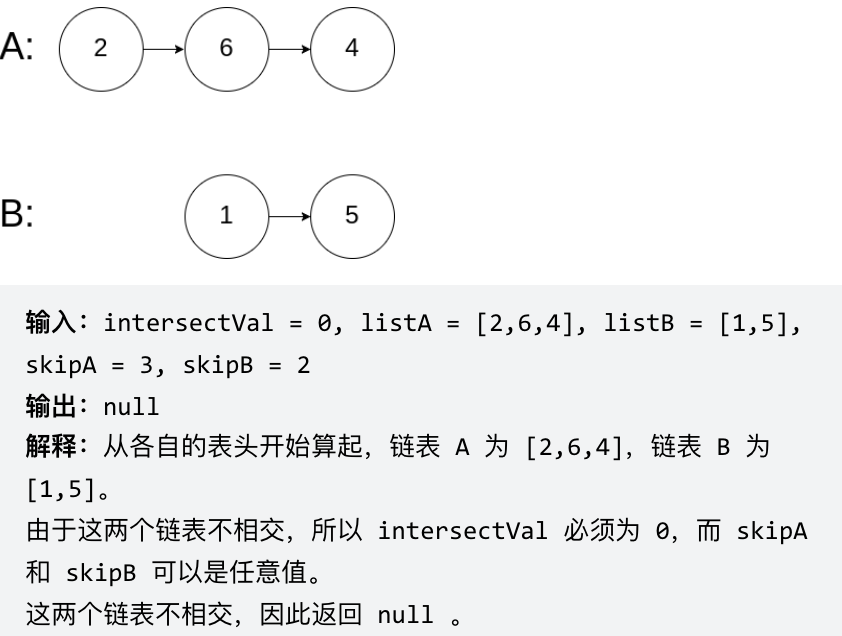 A: 2 6 4
B: 1 5
输入：intersectVal = 0, listA = [2,6,4], listB = [1,5],
skipA = 3, skipB = 2
输出：null
解释：从各自的表头开始算起，链表 A 为 [2,6,4]，链表 B 为
[1,5]。
由于这两个链表不相交，所以 intersectVal 必须为 0，而 skipA
和 skipB 可以是任意值。
这两个链表不相交，因此返回 null 。